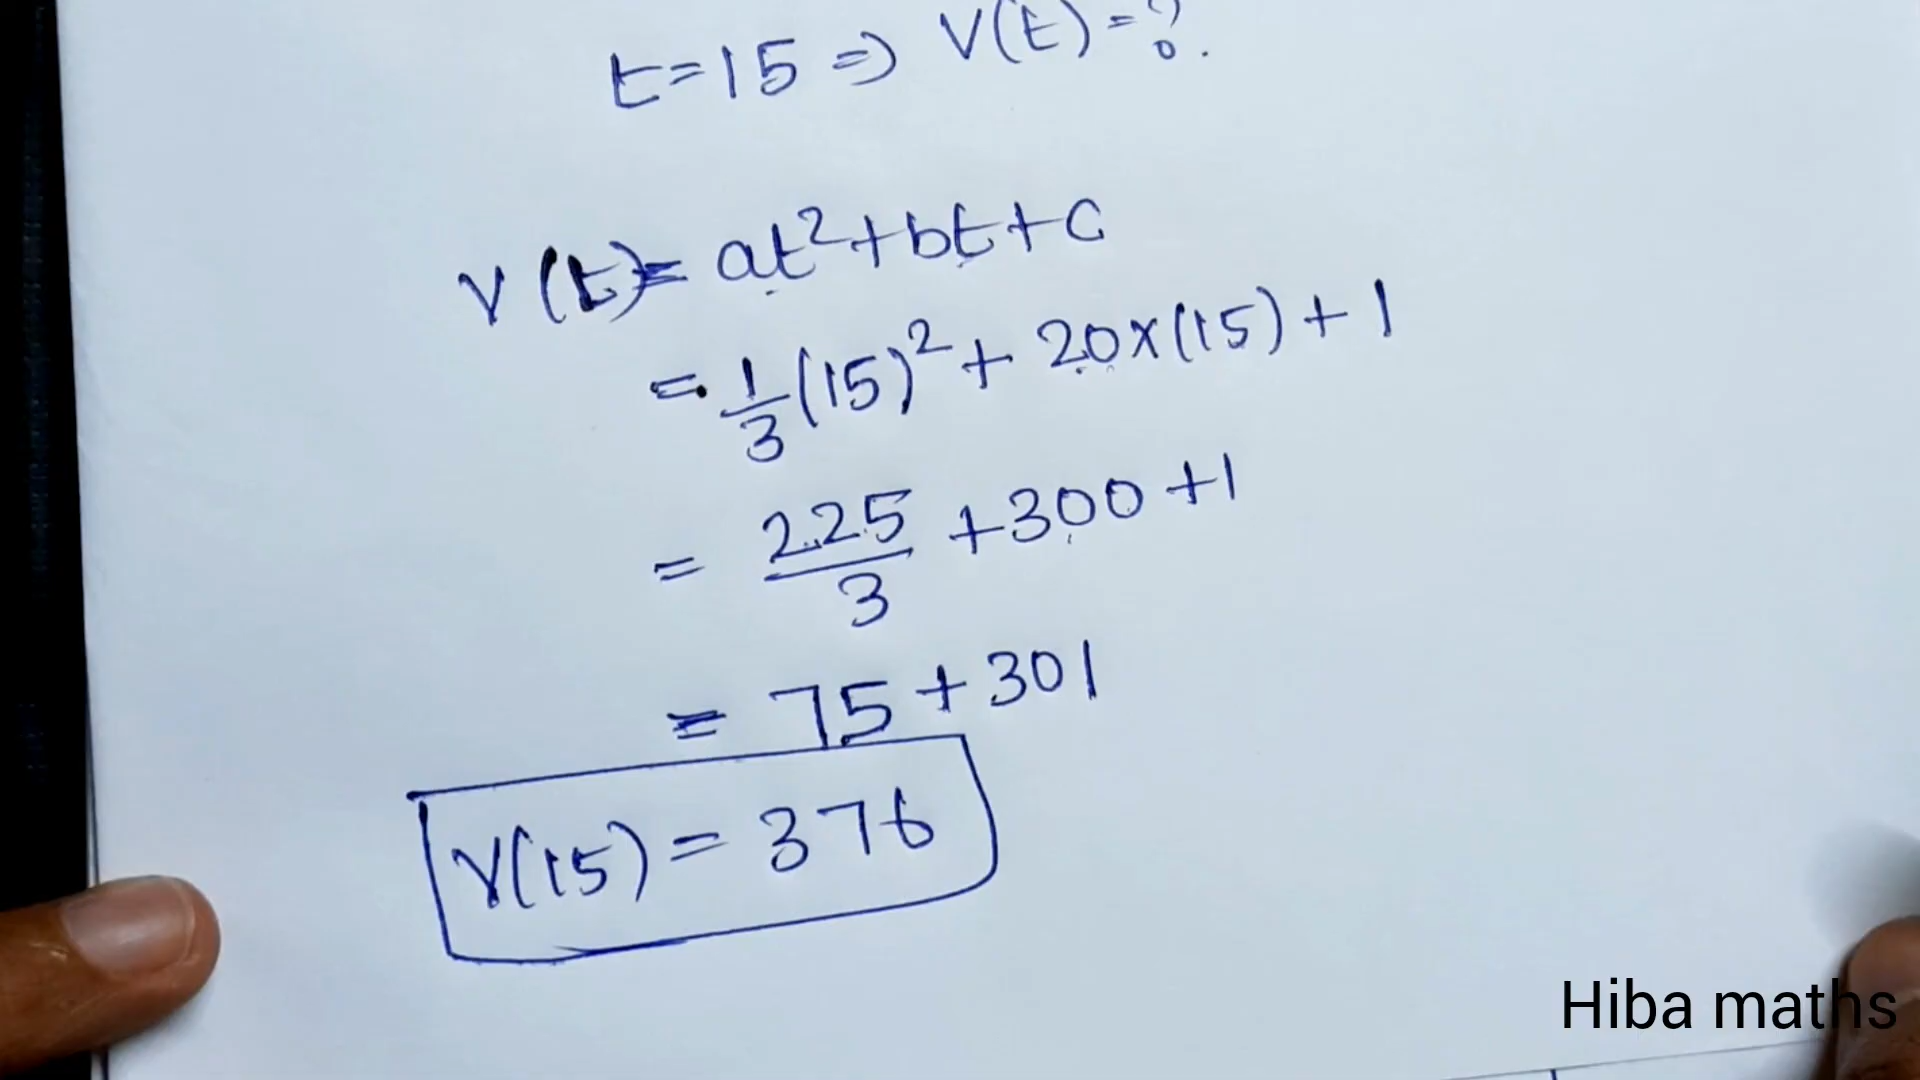 t=15 ⇒ V(t)=?.
V(t)= at²+bt+c
= 1/3 (15)²+ 20×(15)+1
= 225/3 +300+1
= 75+301
V(15) = 376
Hiba maths